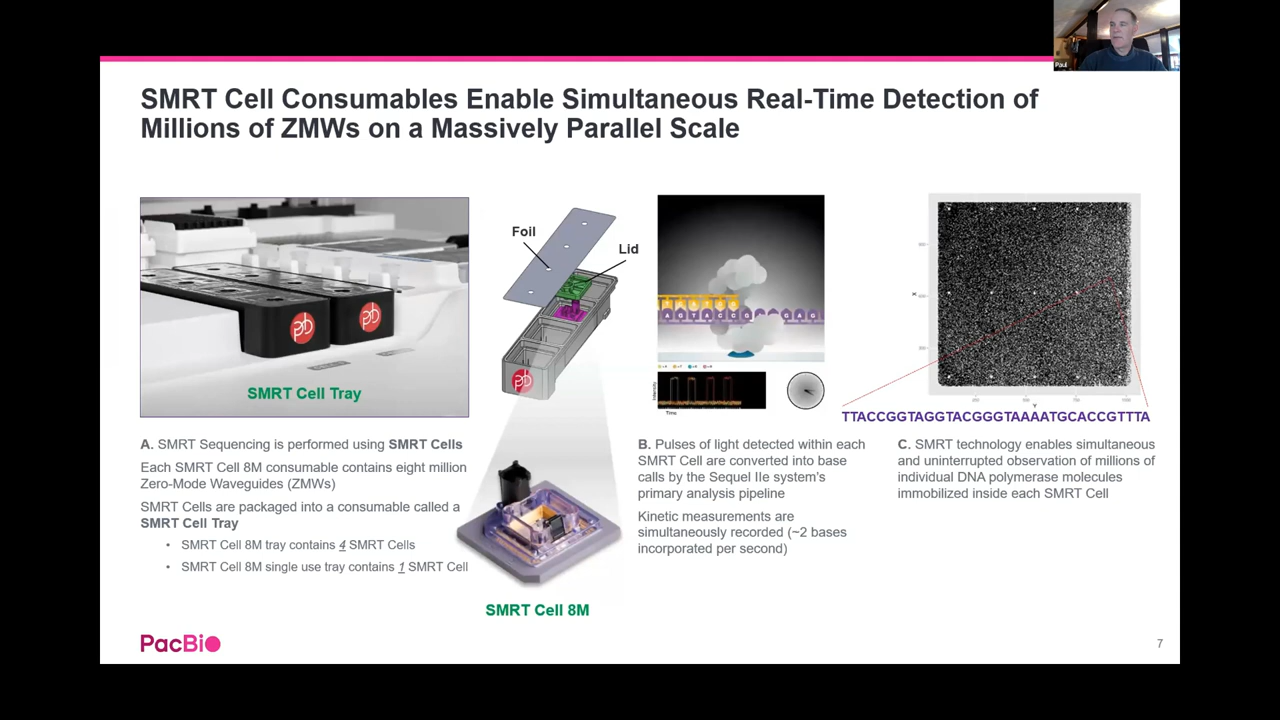 Paul
SMRT Cell Consumables Enable Simultaneous Real-Time Detection of
Millions of ZMWs on a Massively Parallel Scale
Foil
Lid
SMRT Cell Tray
A G T A C C G G A G
Intensity
Time
X
Y
TTACCGGTAGGTACGGGTAAAATGCACCGTTTA
A. SMRT Sequencing is performed using SMRT Cells
Each SMRT Cell 8M consumable contains eight million
Zero-Mode Waveguides (ZMWs)
SMRT Cells are packaged into a consumable called a
SMRT Cell Tray
• SMRT Cell 8M tray contains 4 SMRT Cells
• SMRT Cell 8M single use tray contains 1 SMRT Cell
SMRT Cell 8M
B. Pulses of light detected within each
SMRT Cell are converted into base
calls by the Sequel IIe system's
primary analysis pipeline
Kinetic measurements are
simultaneously recorded (~2 bases
incorporated per second)
C. SMRT technology enables simultaneous
and uninterrupted observation of millions of
individual DNA polymerase molecules
immobilized inside each SMRT Cell
PacBio
7